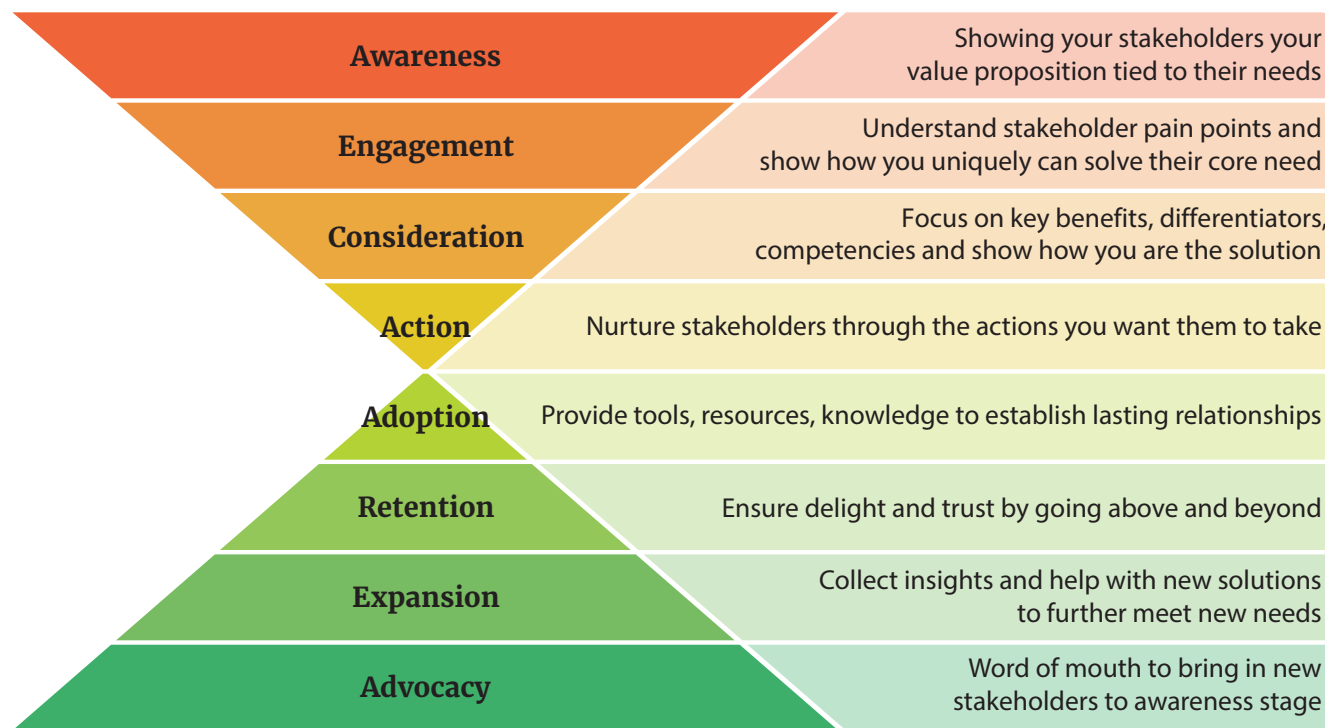 Awareness
Showing your stakeholders your
value proposition tied to their needs
Engagement
Understand stakeholder pain points and
show how you uniquely can solve their core need
Consideration
Focus on key benefits, differentiators,
competencies and show how you are the solution
Action
Nurture stakeholders through the actions you want them to take
Adoption
Provide tools, resources, knowledge to establish lasting relationships
Retention
Ensure delight and trust by going above and beyond
Expansion
Collect insights and help with new solutions
to further meet new needs
Advocacy
Word of mouth to bring in new
stakeholders to awareness stage